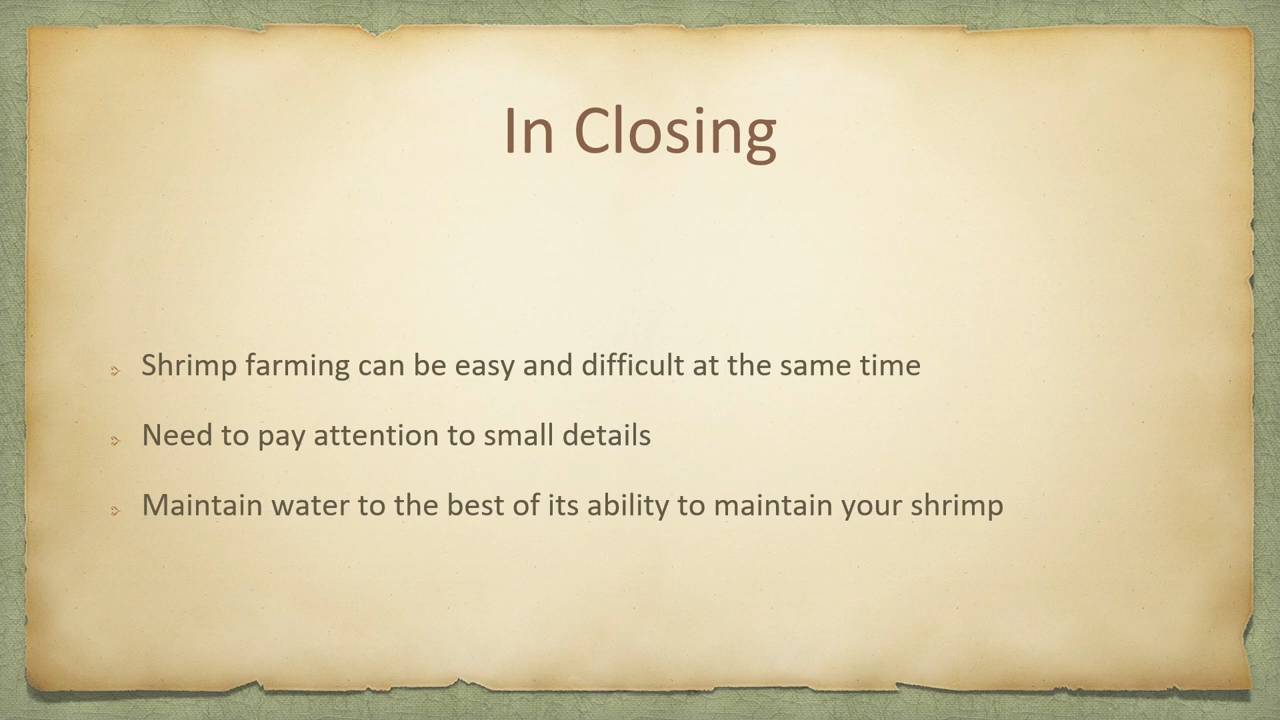 In Closing
Shrimp farming can be easy and difficult at the same time
Need to pay attention to small details
Maintain water to the best of its ability to maintain your shrimp